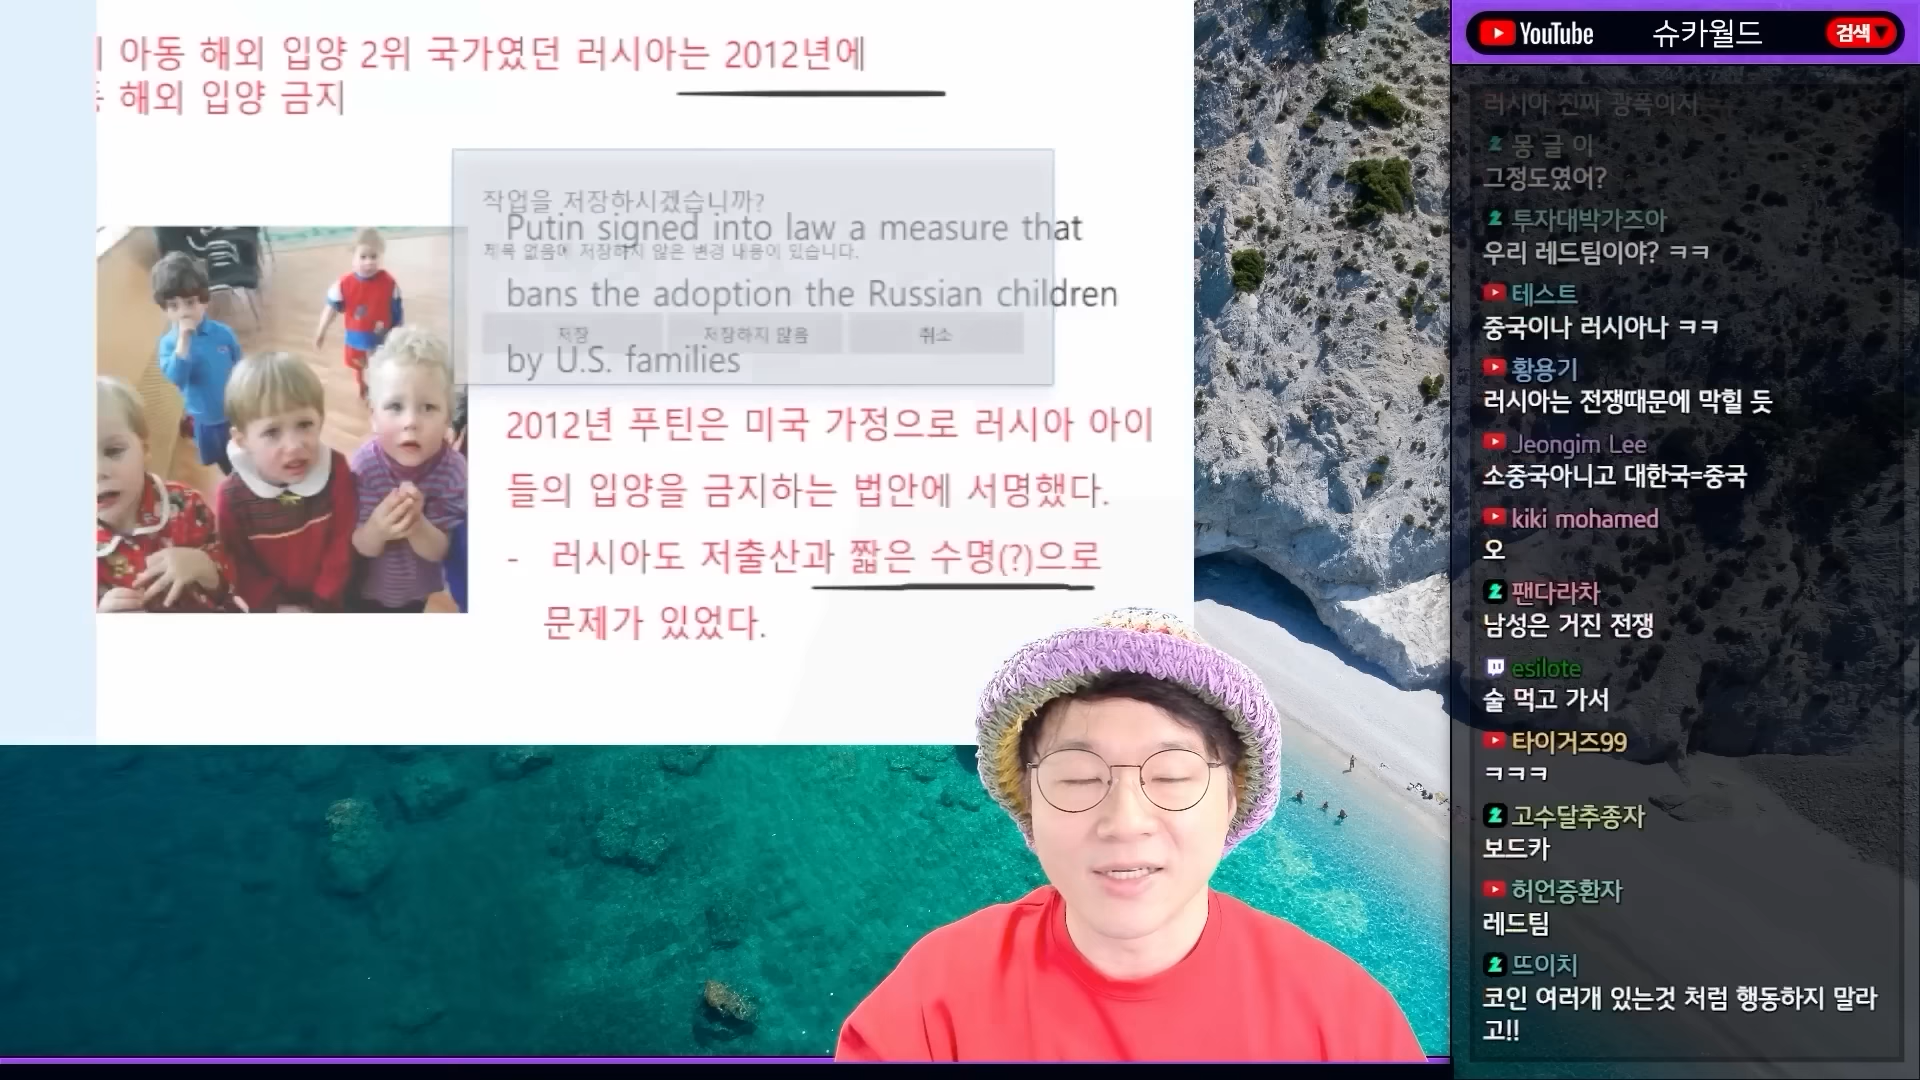 아동 해외 입양 2위 국가였던 러시아는 2012년에
해외 입양 금지
작업을 저장하시겠습니까?
Putin signed into law a measure that
제목 없음에 저장하지 않은 변경 내용이 있습니다.
bans the adoption the Russian children
저장
저장하지 않음
취소
by U.S. families
2012년 푸틴은 미국 가정으로 러시아 아이
들의 입양을 금지하는 법안에 서명했다.
- 러시아도 저출산과 짧은 수명(?)으로
문제가 있었다.
YouTube 슈카월드 검색
러시아 진짜 광폭이지
몽 글 이
그정도였어?
투자대박가즈아
우리 레드팀이야? ㅋㅋ
테스트
중국이나 러시아나 ㅋㅋ
황용기
러시아는 전쟁때문에 막힐 듯
Jeongim Lee
소중국아니고 대한국=중국
kiki mohamed
오
팬다라차
남성은 거진 전쟁
esilote
술 먹고 가서
타이거즈99
ㅋㅋㅋ
고수달추종자
보드카
허언증환자
레드팀
뜨이치
코인 여러개 있는것 처럼 행동하지 말라
고!!